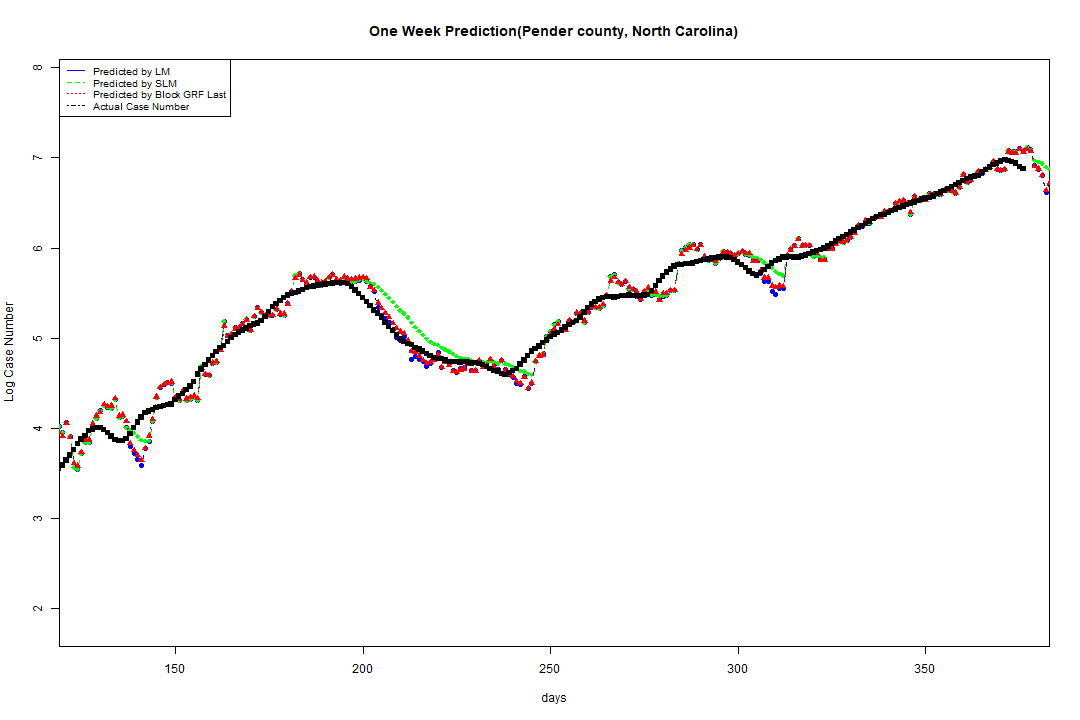 One Week Prediction(Pender county, North Carolina)
Predicted by LM
Predicted by SLM
Predicted by Block GRF Last
Actual Case Number
8
7
6
5
4
3
2
Log Case Number
150 200 250 300 350
days